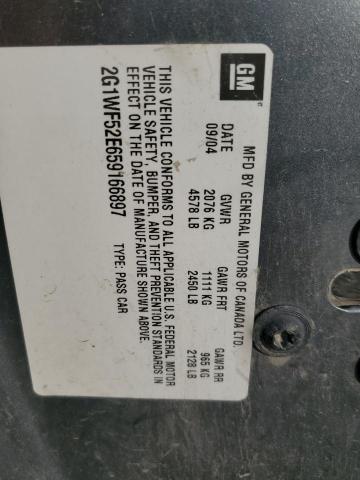 GM
MFD BY GENERAL MOTORS OF CANADA LTD.
DATE GVWR GAWR FRT GAWR RR
09/04 2076 KG 1111 KG 965 KG
4578 LB 2450 LB 2128 LB
THIS VEHICLE CONFORMS TO ALL APPLICABLE U.S. FEDERAL MOTOR
VEHICLE SAFETY, BUMPER, AND THEFT PREVENTION STANDARDS IN
EFFECT ON THE DATE OF MANUFACTURE SHOWN ABOVE.
2G1WF52E659166897 TYPE: PASS CAR